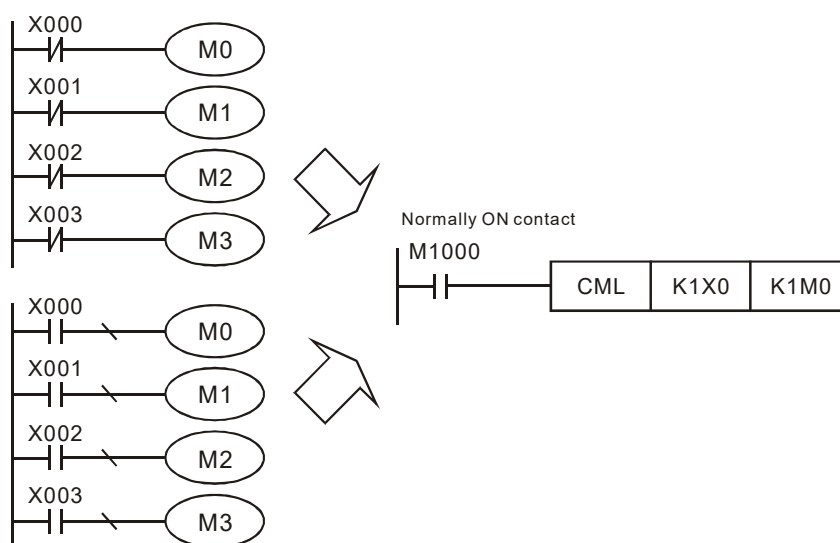 X000
M0
X001
M1
X002
M2
X003
M3
Normally ON contact
M1000
CML K1X0 K1M0
X000
M0
X001
M1
X002
M2
X003
M3